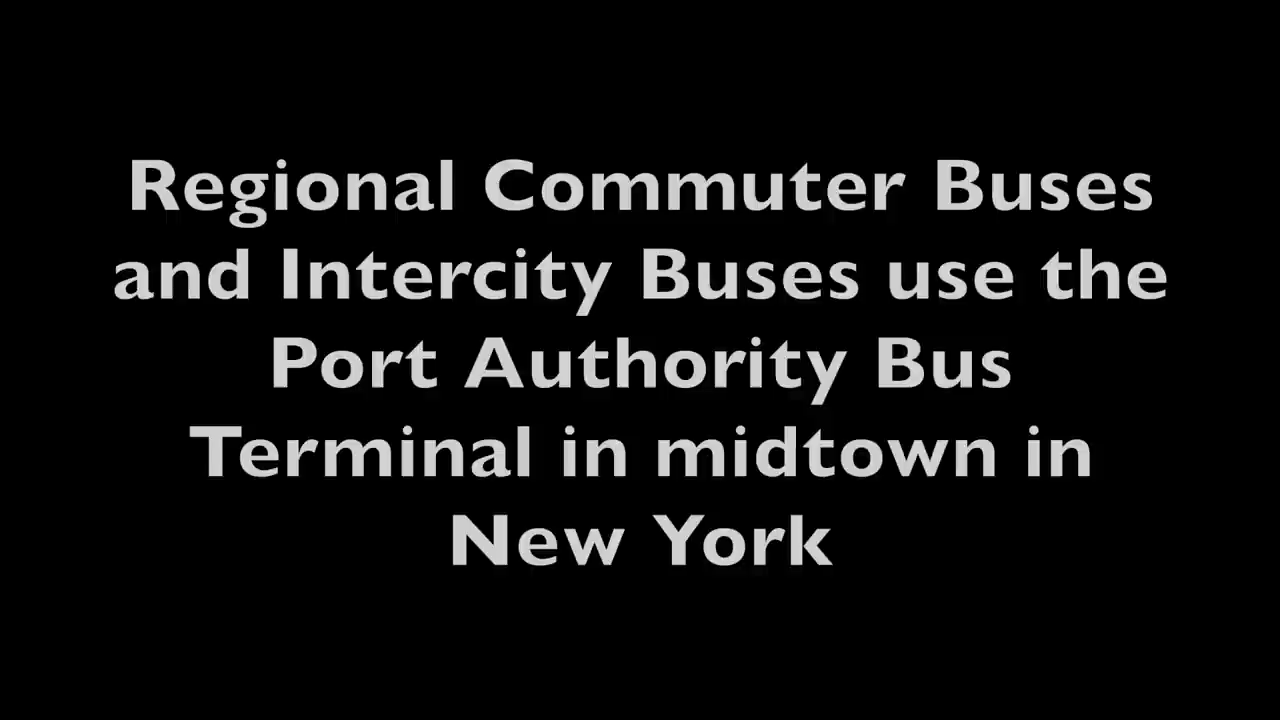 Regional Commuter Buses
and Intercity Buses use the
Port Authority Bus
Terminal in midtown in
New York